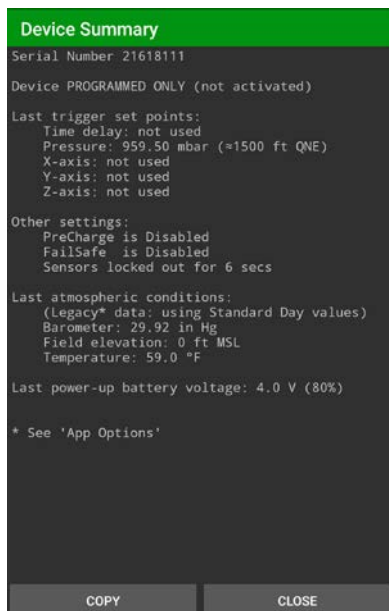 Device Summary
Serial Number 21618111
Device PROGRAMMED ONLY (not activated)
Last trigger set points:
Time delay: not used
Pressure: 959.50 mbar (≈1500 ft QNE)
X-axis: not used
Y-axis: not used
Z-axis: not used
Other settings:
PreCharge is Disabled
FailSafe is Disabled
Sensors locked out for 6 secs
Last atmospheric conditions:
(Legacy* data: using Standard Day values)
Barometer: 29.92 in Hg
Field elevation: 0 ft MSL
Temperature: 59.0 °F
Last power-up battery voltage: 4.0 V (80%)
* See 'App Options'
COPY CLOSE